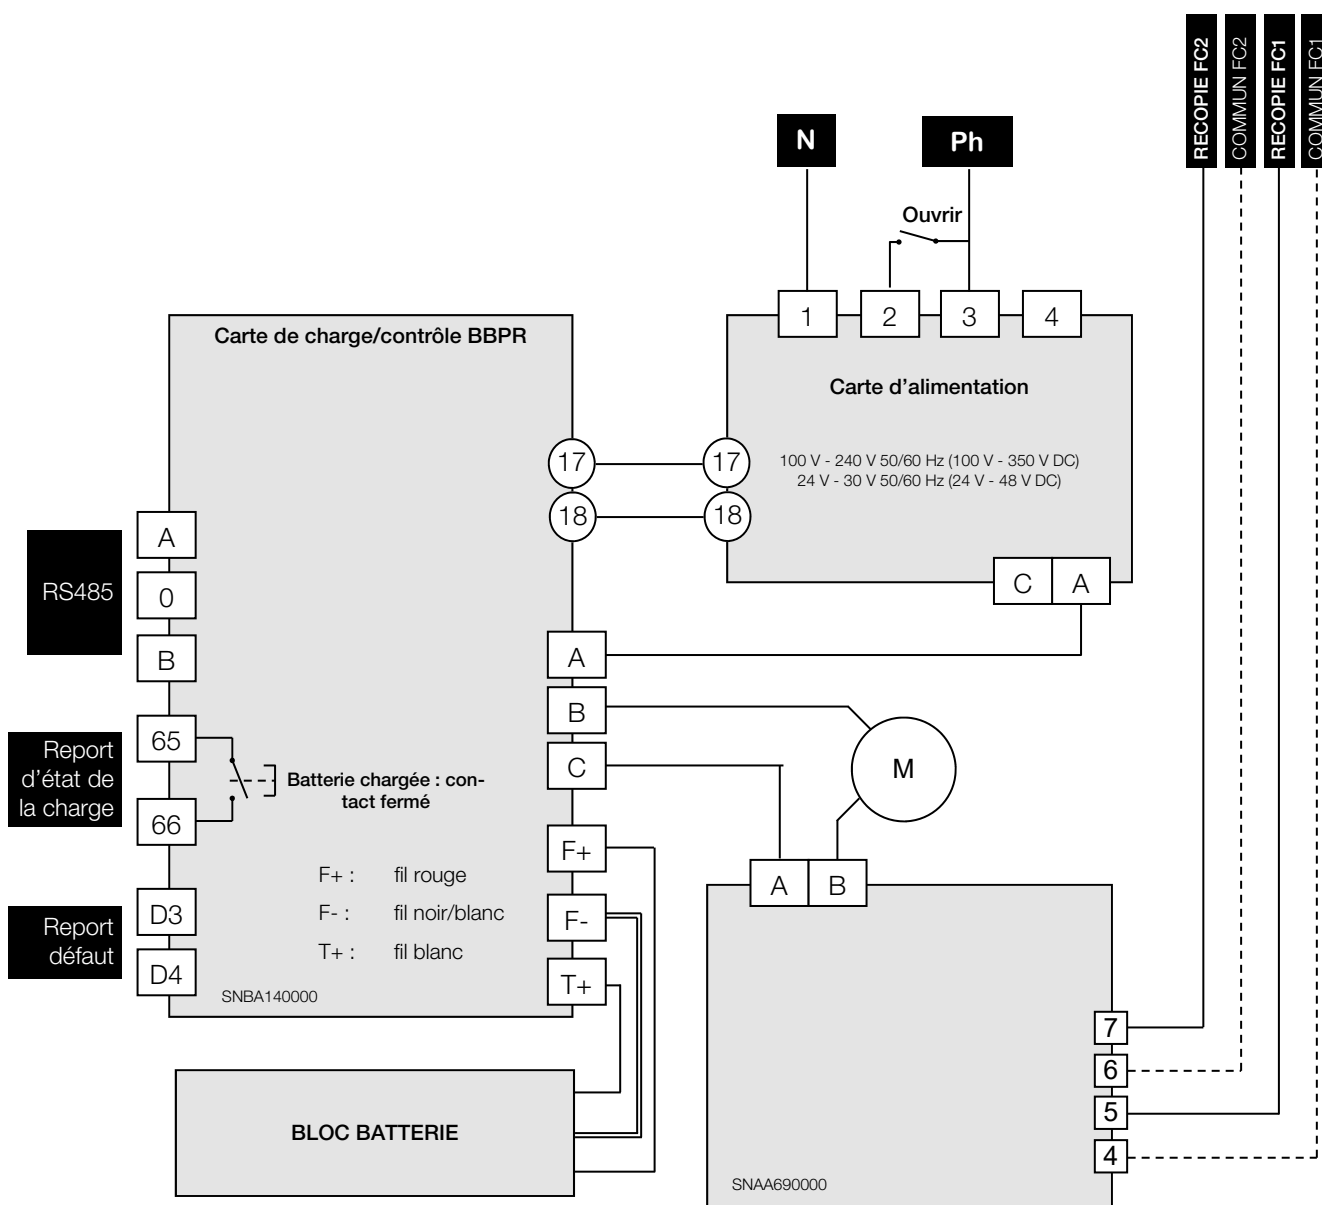 RECOPIE FC2
COMMUN FC2
RECOPIE FC1
COMMUN FC1
N
Ph
Ouvrir
1
2
3
4
Carte de charge/contrôle BBPR
Carte d'alimentation
100 V - 240 V 50/60 Hz (100 V - 350 V DC)
24 V - 30 V 50/60 Hz (24 V - 48 V DC)
17
17
18
18
C
A
RS485
A
0
B
A
B
C
M
Report
d'état de
la charge
65
66
Batterie chargée : con-
tact fermé
F+ : fil rouge
F- : fil noir/blanc
T+ : fil blanc
F+
F-
T+
Report
défaut
D3
D4
SNBA140000
A
B
7
6
5
4
BLOC BATTERIE
SNAA690000